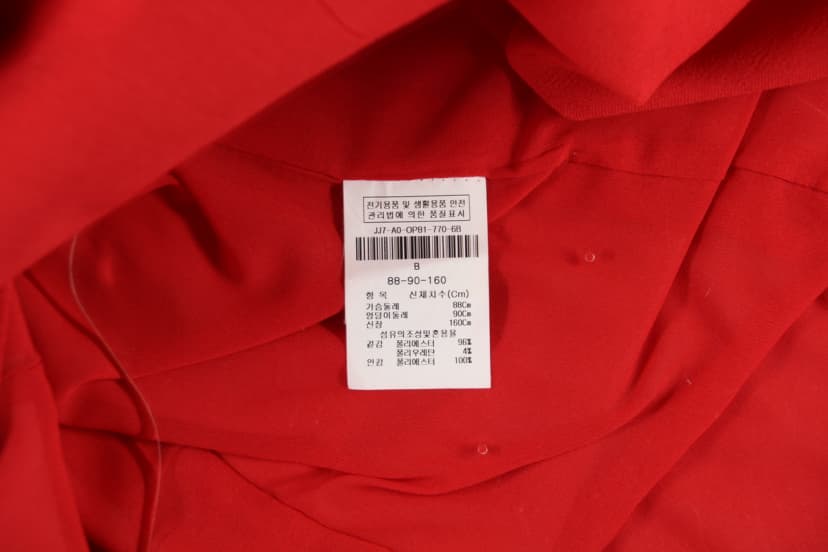 전기용품 및 생활용품 안전
관리법에 의한 품질표시
JJ7-A0-OPB1-770-6B
B
88-90-160
항 목 신체치수(Cm)
가슴둘레 88Cm
엉덩이둘레 90Cm
신장 160Cm
섬유의조성및혼용율
겉감 폴리에스터 96%
폴리우레탄 4%
안감 폴리에스터 100%